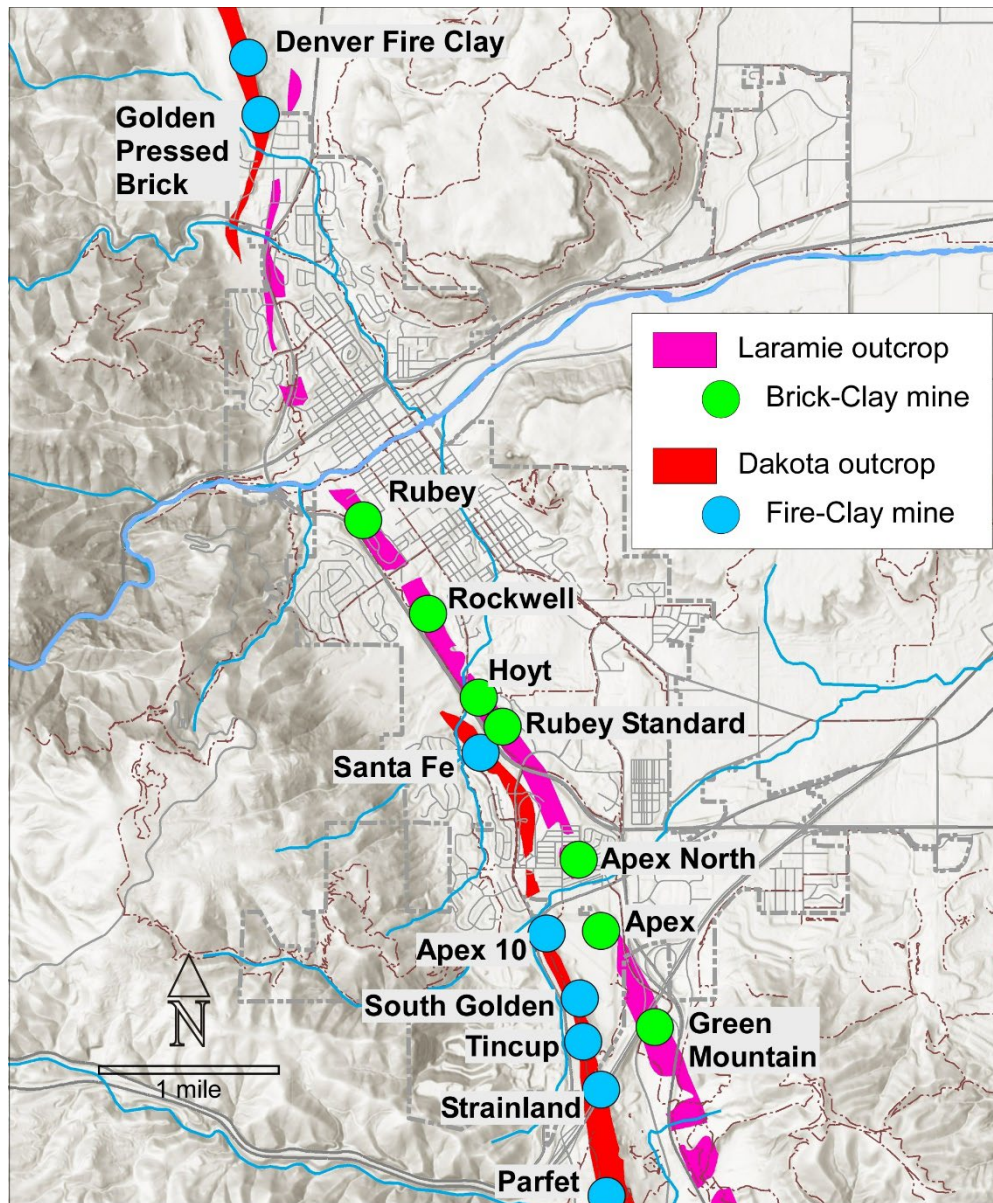 Denver Fire Clay
Golden
Pressed
Brick
Laramie outcrop
Brick-Clay mine
Dakota outcrop
Fire-Clay mine
Rubey
Rockwell
Hoyt
Rubey Standard
Santa Fe
Apex North
Apex
Apex 10
South Golden
Green
Mountain
Tincup
Strainland
Parfet
N
1 mile